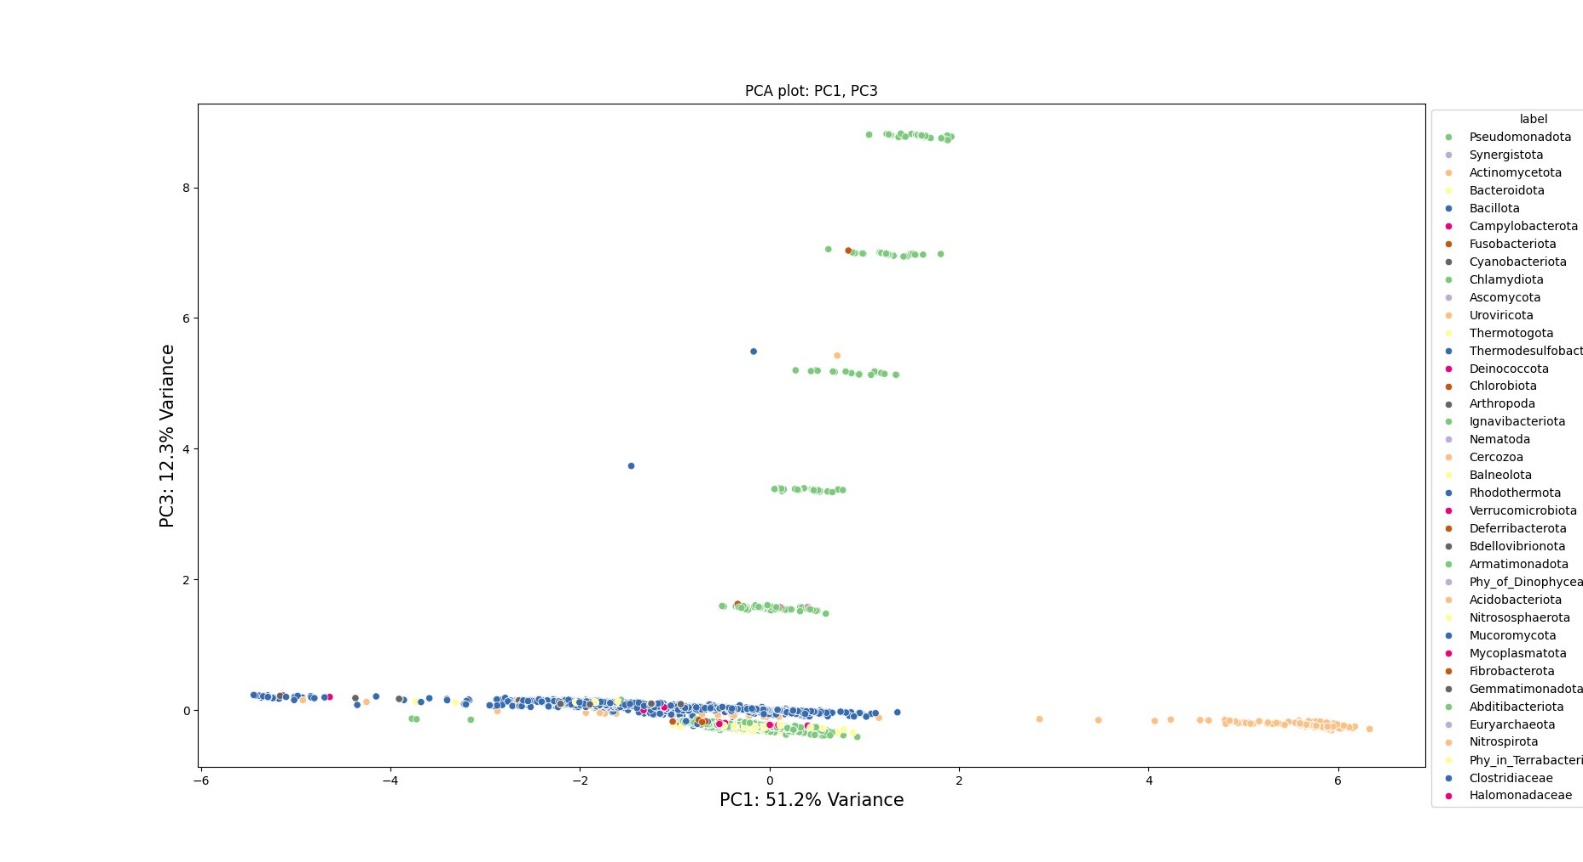 PCA plot: PC1, PC3
PC3: 12.3% Variance
8
6
4
2
0
−6
−4
−2
0
2
4
6
PC1: 51.2% Variance
label
Pseudomonadota
Synergistota
Actinomycetota
Bacteroidota
Bacillota
Campylobacterota
Fusobacteriota
Cyanobacteriota
Chlamydiota
Ascomycota
Uroviricota
Thermotogota
Thermodesulfobact
Deinococcota
Chlorobiota
Arthropoda
Ignavibacteriota
Nematoda
Cercozoa
Balneolota
Rhodothermota
Verrucomicrobiota
Deferribacterota
Bdellovibrionota
Armatimonadota
Phy_of_Dinophycea
Acidobacteriota
Nitrososphaerota
Mucoromycota
Mycoplasmatota
Fibrobacterota
Gemmatimonadota
Abditibacteriota
Euryarchaeota
Nitrospirota
Phy_in_Terrabacteri
Clostridiaceae
Halomonadaceae